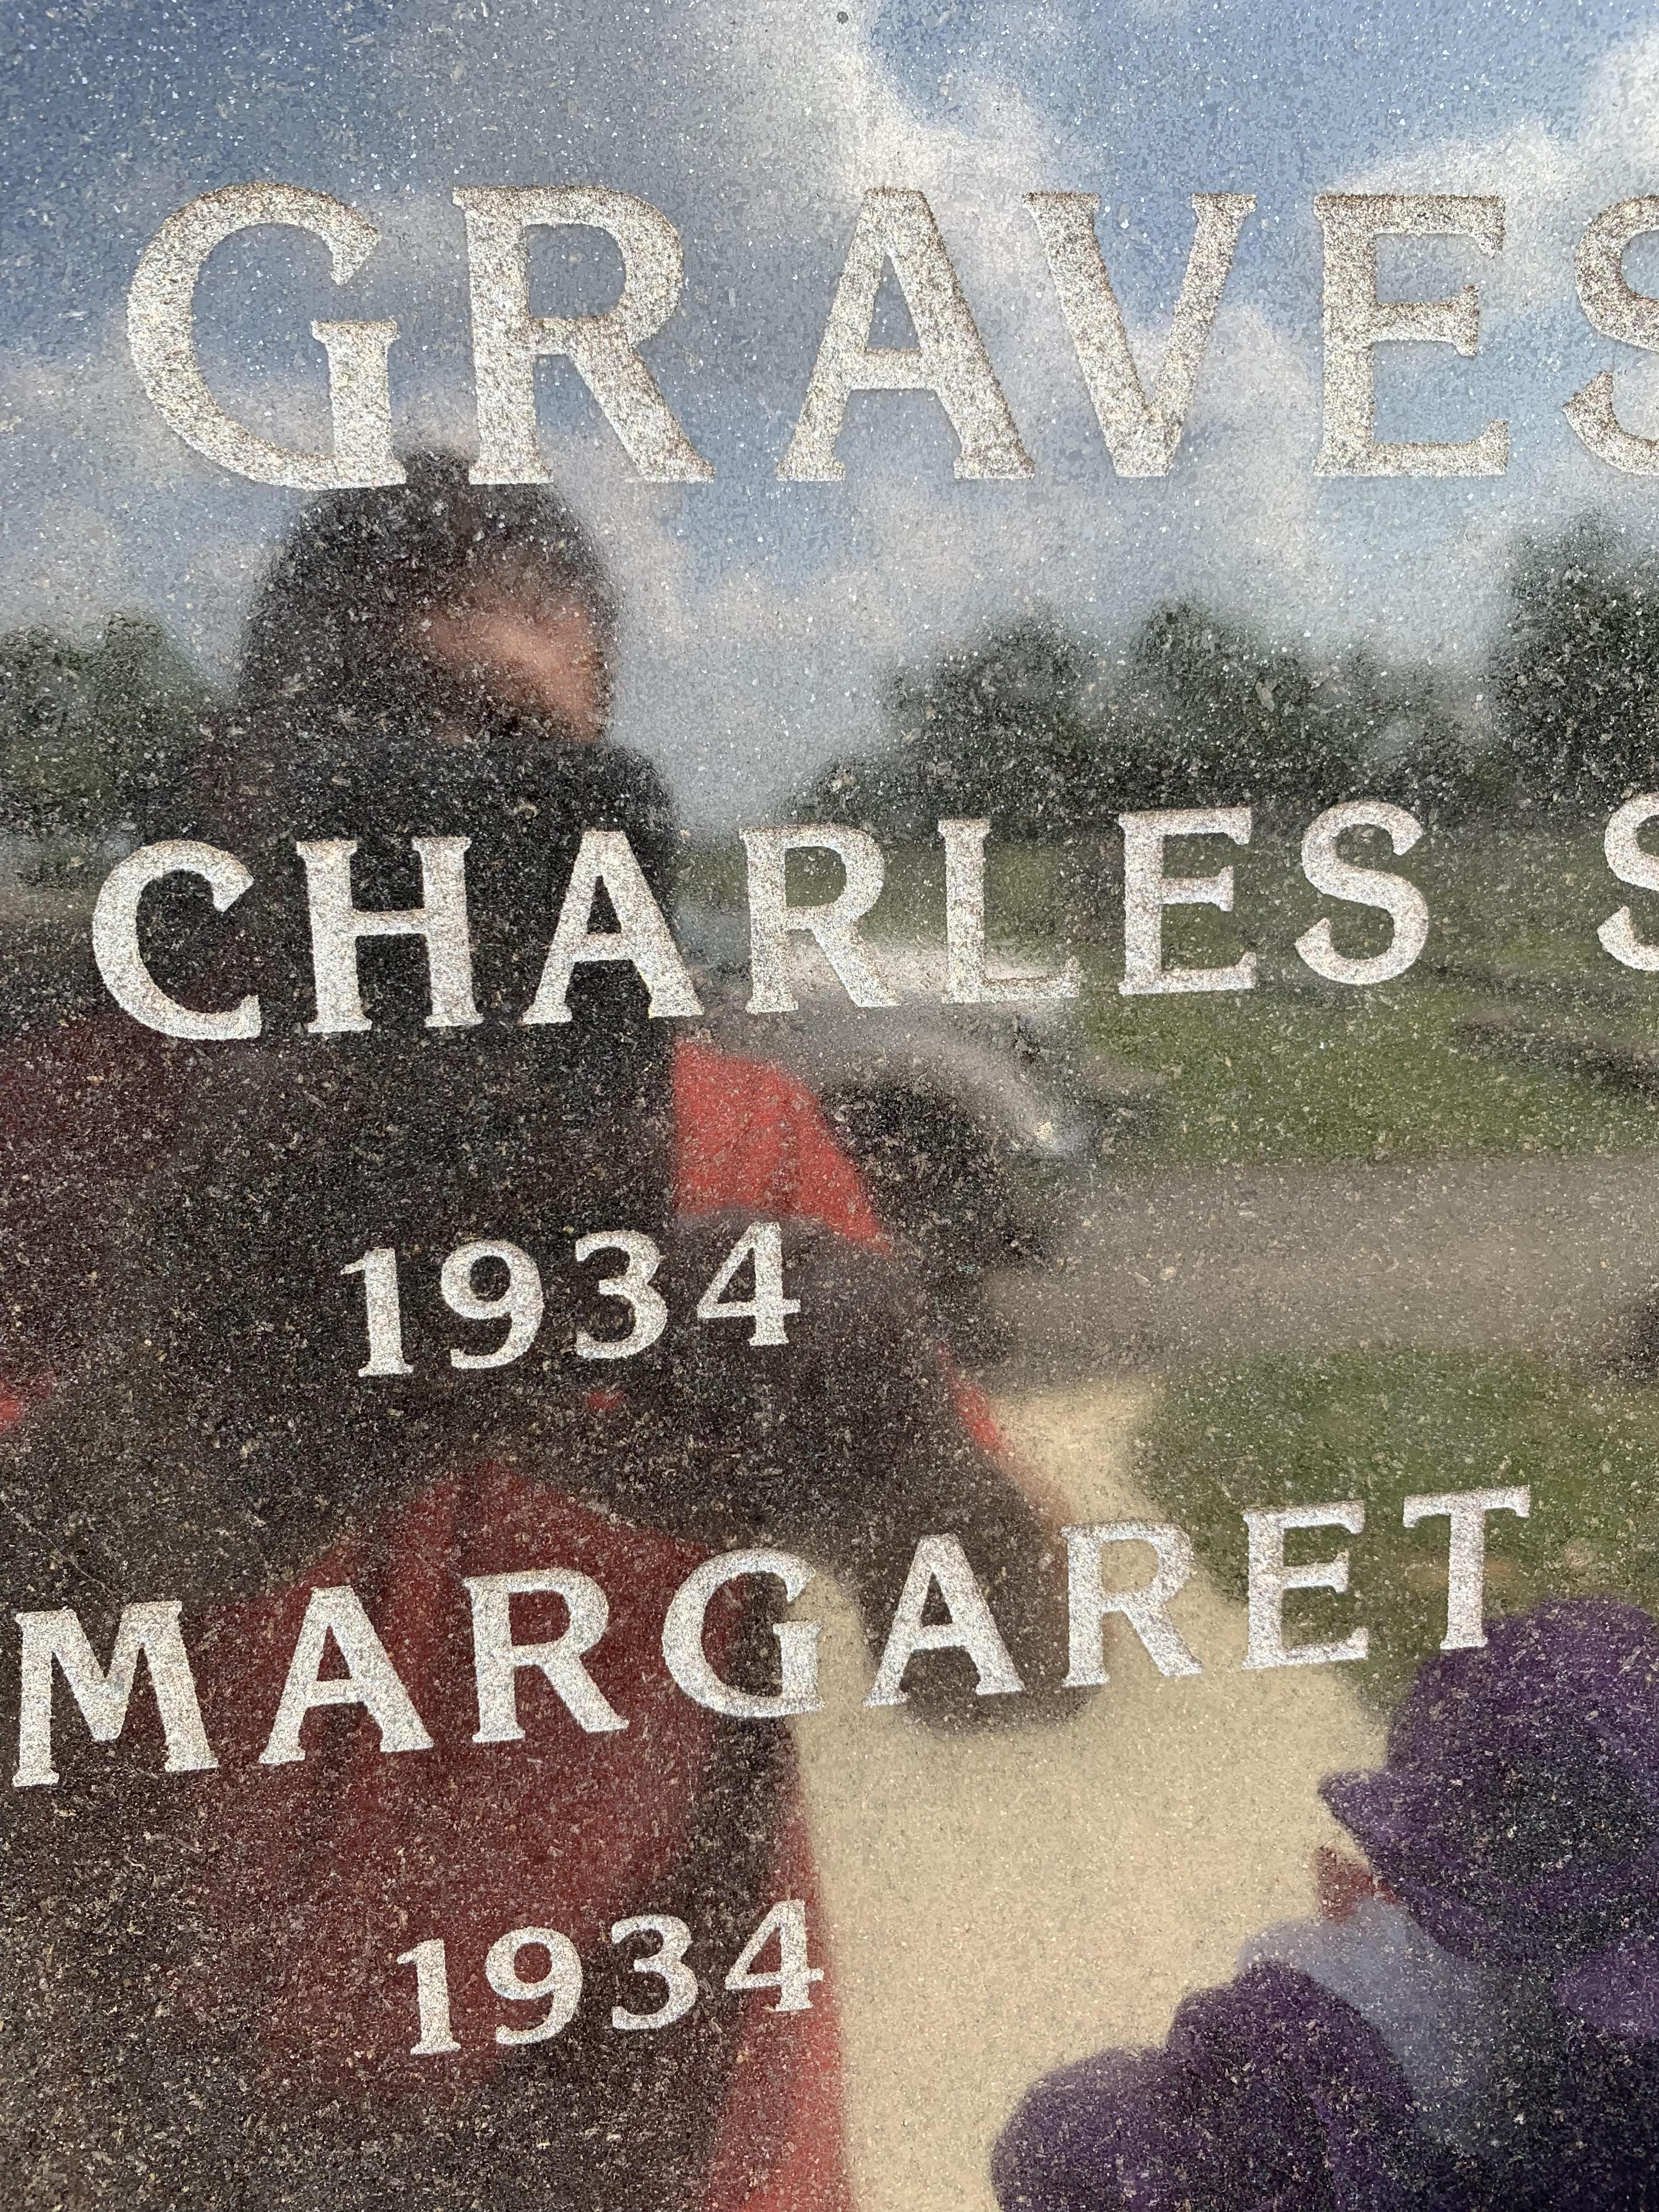 GRAVES
CHARLES S
1934
MARGARET
1934